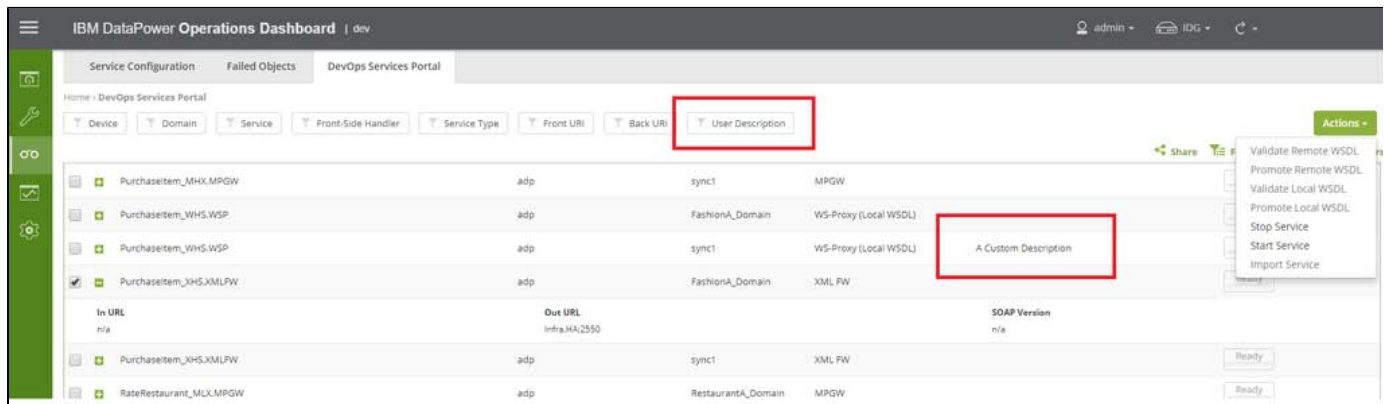 IBM DataPower Operations Dashboard | dev
admin
IDG
Service Configuration
Failed Objects
DevOps Services Portal
Home › DevOps Services Portal
Device
Domain
Service
Front-Side Handler
Service Type
Front URI
Back URI
User Description
Actions
Share
Validate Remote WSDL
Promote Remote WSDL
Validate Local WSDL
Promote Local WSDL
Stop Service
Start Service
Import Service
PurchaseItem_MHX.MPGW adp sync1 MPGW
PurchaseItem_WHS.WSP adp FashionA_Domain WS-Proxy (Local WSDL)
PurchaseItem_WHS.WSP adp sync1 WS-Proxy (Local WSDL) A Custom Description
PurchaseItem_XHS.XMLFW adp FashionA_Domain XML FW Ready
In URL Out URL SOAP Version
n/a Infra.HA:2550 n/a
PurchaseItem_XHS.XMLFW adp sync1 XML FW Ready
RateRestaurant_MLX.MPGW adp RestaurantA_Domain MPGW Ready